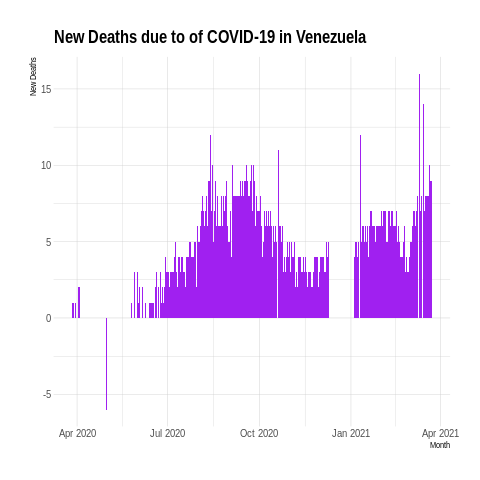 New Deaths due to of COVID-19 in Venezuela
New Deaths
15
10
5
0
-5
Apr 2020
Jul 2020
Oct 2020
Jan 2021
Apr 2021
Month